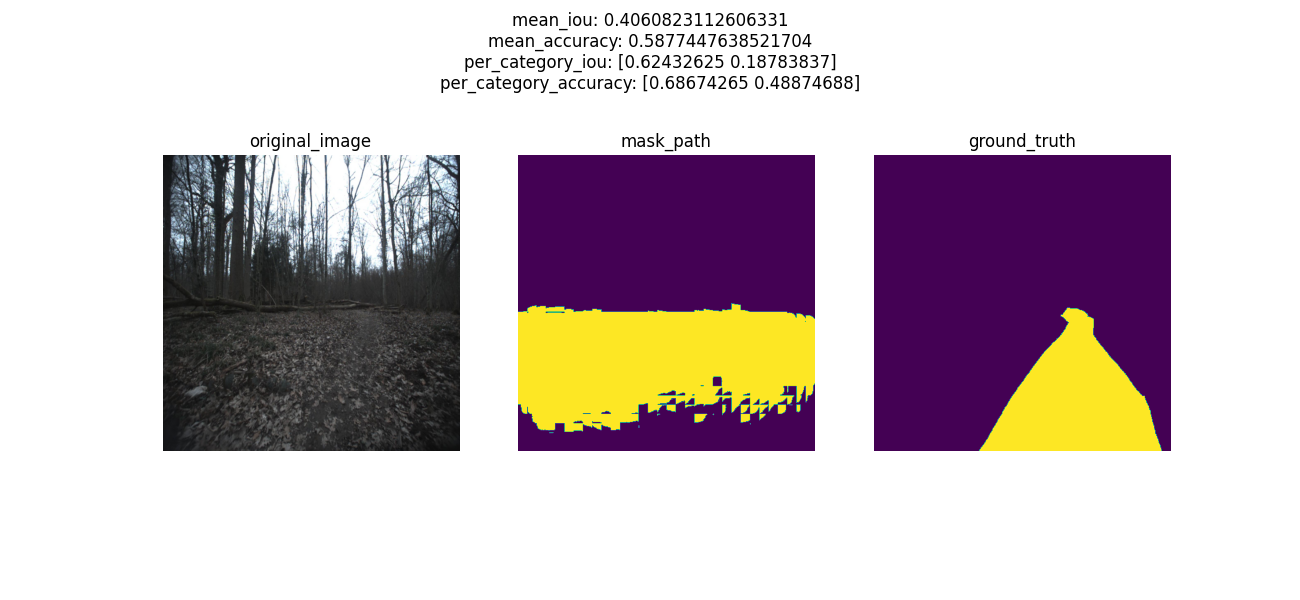 mean_iou: 0.4060823112606331
mean_accuracy: 0.5877447638521704
per_category_iou: [0.62432625 0.18783837]
per_category_accuracy: [0.68674265 0.48874688]
original_image
mask_path
ground_truth